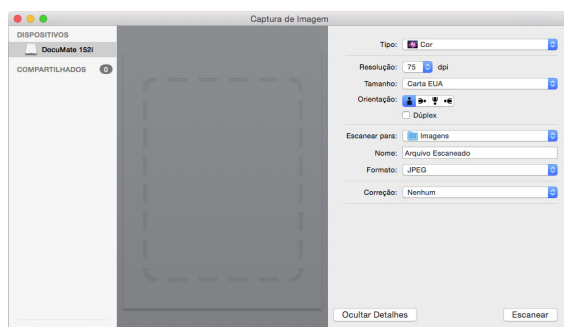 Captura de Imagem
DISPOSITIVOS
DocuMate 152i
COMPARTILHADOS 0
Tipo: Cor
Resolução: 75 dpi
Tamanho: Carta EUA
Orientação:
Dúplex
Escanear para: Imagens
Nome: Arquivo Escaneado
Formato: JPEG
Correção: Nenhum
Ocultar Detalhes
Escanear